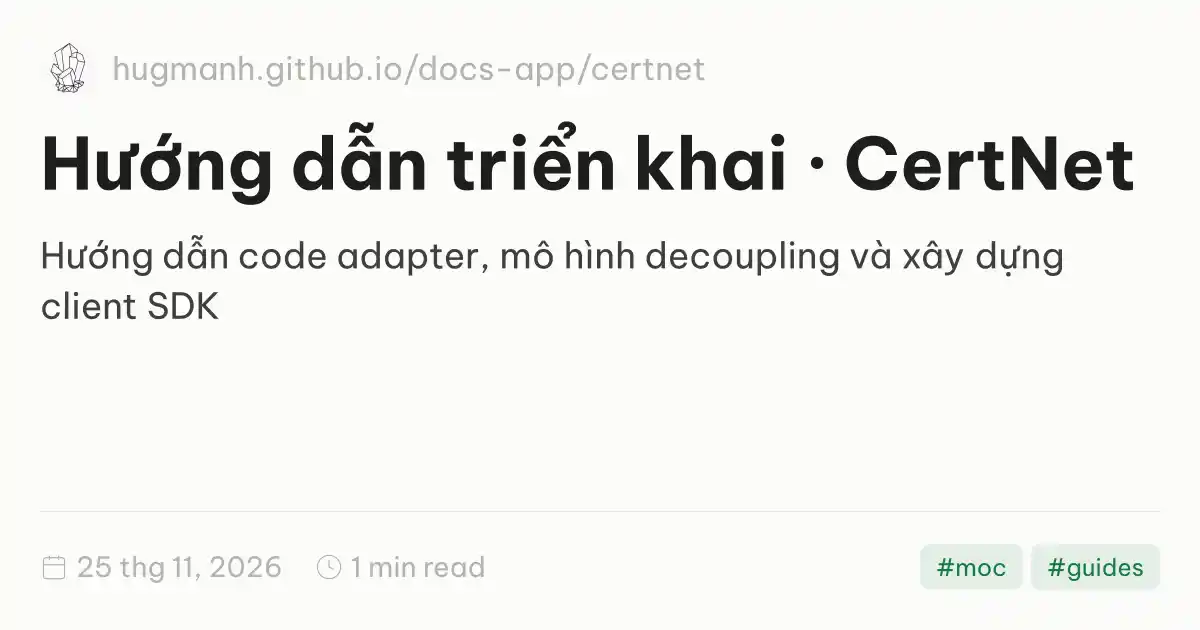 hugmanh.github.io/docs-app/certnet
Hướng dẫn triển khai · CertNet
Hướng dẫn code adapter, mô hình decoupling và xây dựng
client SDK
25 thg 11, 2026 1 min read #moc #guides